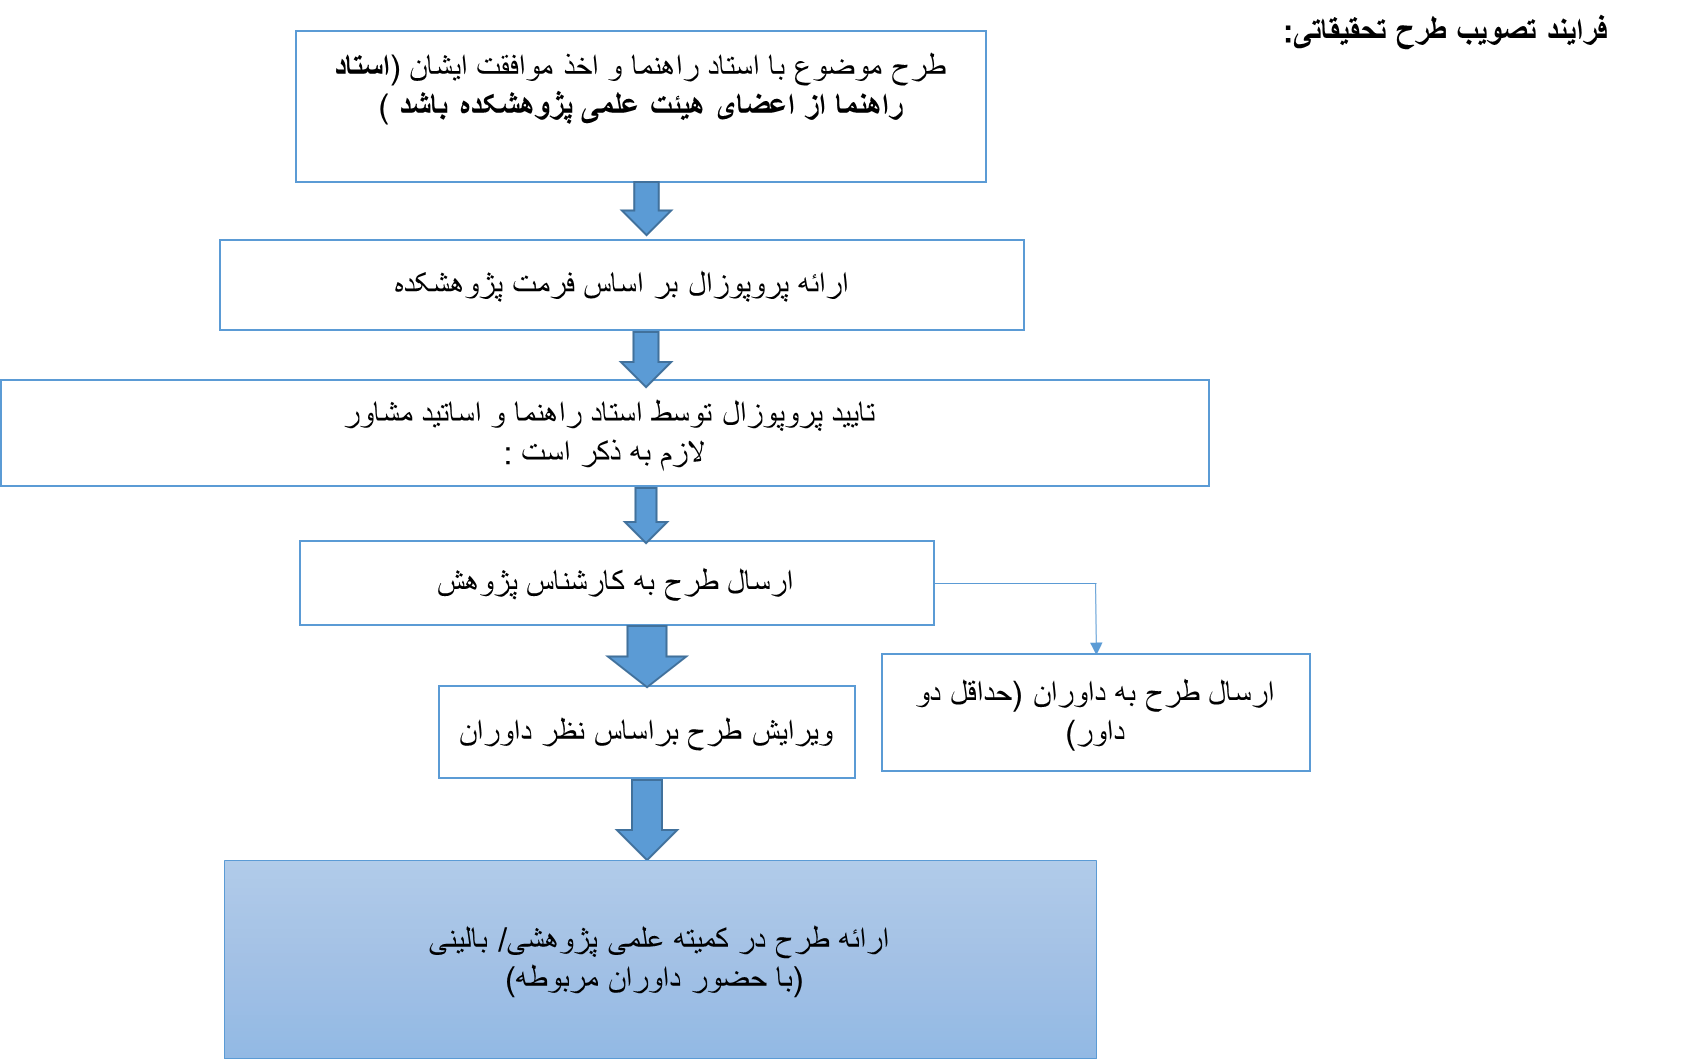 فرایند تصویب طرح تحقیقاتی:
طرح موضوع با استاد راهنما و اخذ موافقت ایشان (استاد
راهنما از اعضای هیئت علمی پژوهشکده باشد )
ارائه پروپوزال بر اساس فرمت پژوهشکده
تایید پروپوزال توسط استاد راهنما و اساتید مشاور
لازم به ذکر است :
ارسال طرح به کارشناس پژوهش
ارسال طرح به داوران (حداقل دو
داور)
ویرایش طرح براساس نظر داوران
ارائه طرح در کمیته علمی پژوهشی/ بالینی
(با حضور داوران مربوطه)